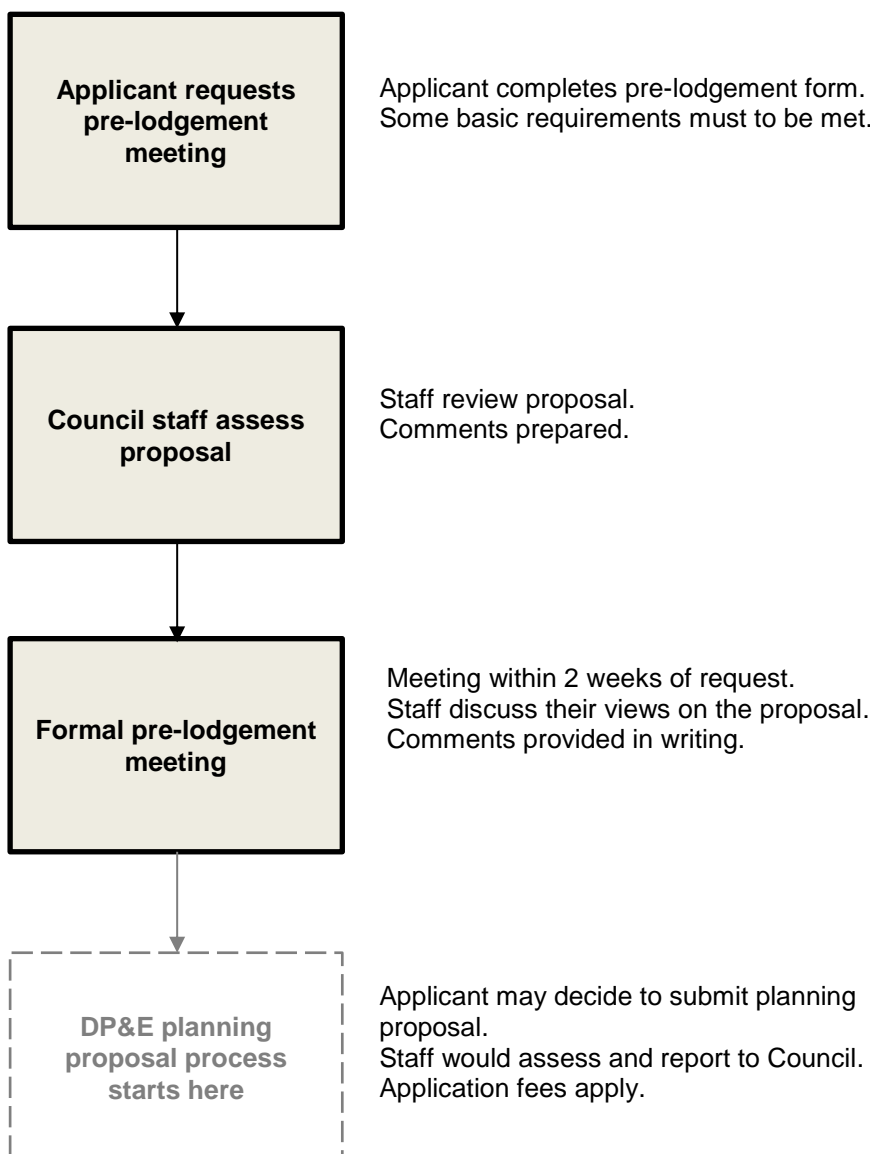 Applicant requests
pre-lodgement
meeting
Applicant completes pre-lodgement form.
Some basic requirements must to be met.
Council staff assess
proposal
Staff review proposal.
Comments prepared.
Formal pre-lodgement
meeting
Meeting within 2 weeks of request.
Staff discuss their views on the proposal.
Comments provided in writing.
DP&E planning
proposal process
starts here
Applicant may decide to submit planning
proposal.
Staff would assess and report to Council.
Application fees apply.